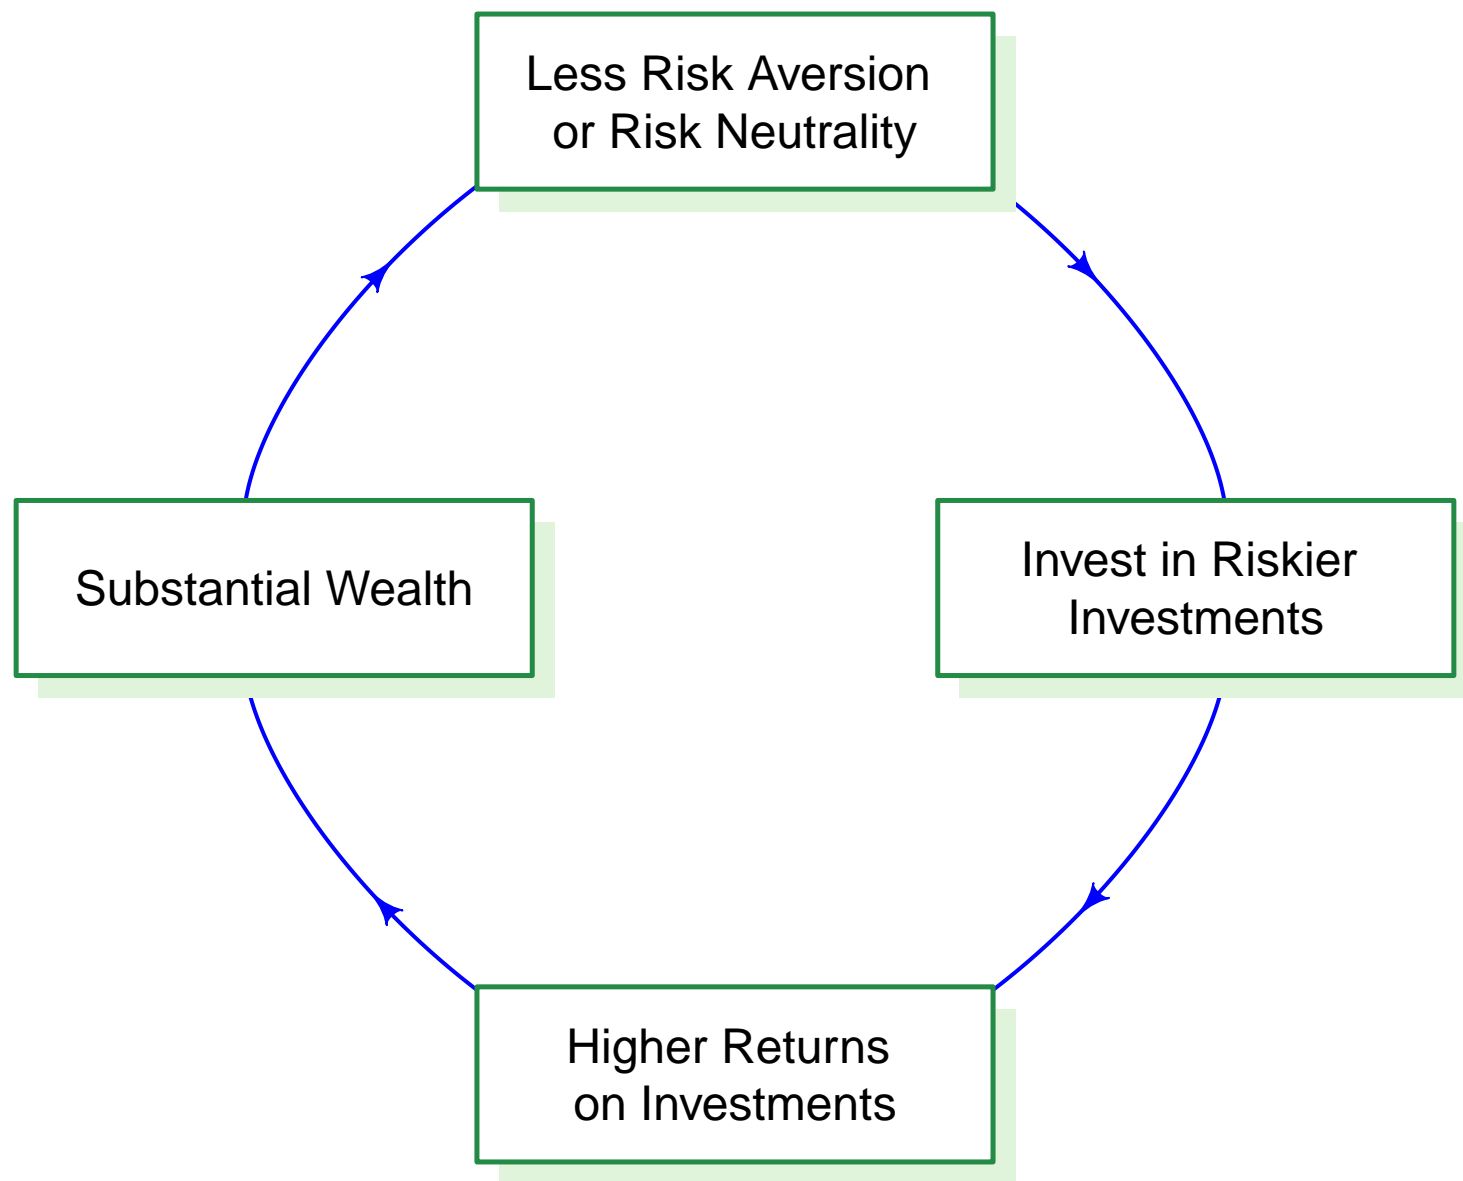 Less Risk Aversion
or Risk Neutrality
Substantial Wealth
Invest in Riskier
Investments
Higher Returns
on Investments